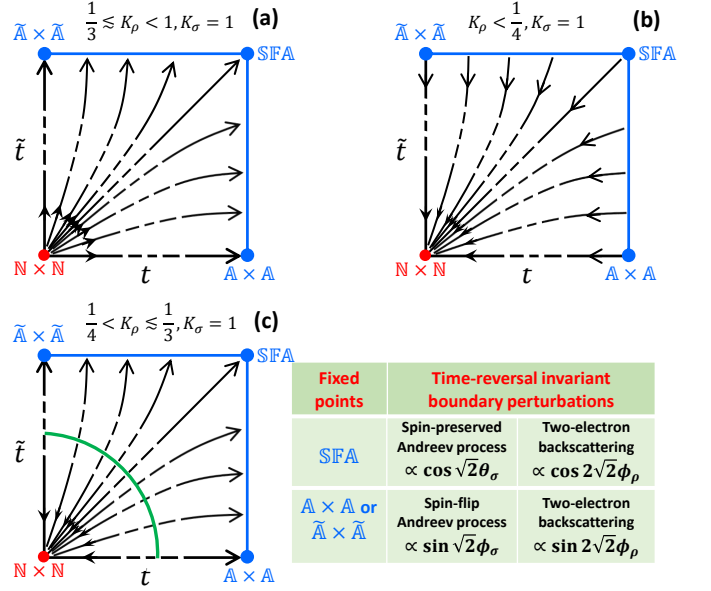 (a)
1/3 ≲ K_ρ < 1, K_σ = 1
Ã × Ã
𝕊𝔽𝔸
t̃
ℕ × ℕ
t
𝔸 × 𝔸
(b)
K_ρ < 1/4, K_σ = 1
Ã × Ã
𝕊𝔽𝔸
t̃
ℕ × ℕ
t
𝔸 × 𝔸
(c)
1/4 < K_ρ ≲ 1/3, K_σ = 1
Ã × Ã
𝕊𝔽𝔸
t̃
ℕ × ℕ
t
𝔸 × 𝔸
Fixed
points
Time-reversal invariant
boundary perturbations
𝕊𝔽𝔸
Spin-preserved
Andreev process
∝ cos √2θ_σ
Two-electron
backscattering
∝ cos 2√2ϕ_ρ
𝔸 × 𝔸 or
Ã × Ã
Spin-flip
Andreev process
∝ sin √2ϕ_σ
Two-electron
backscattering
∝ sin 2√2ϕ_ρ